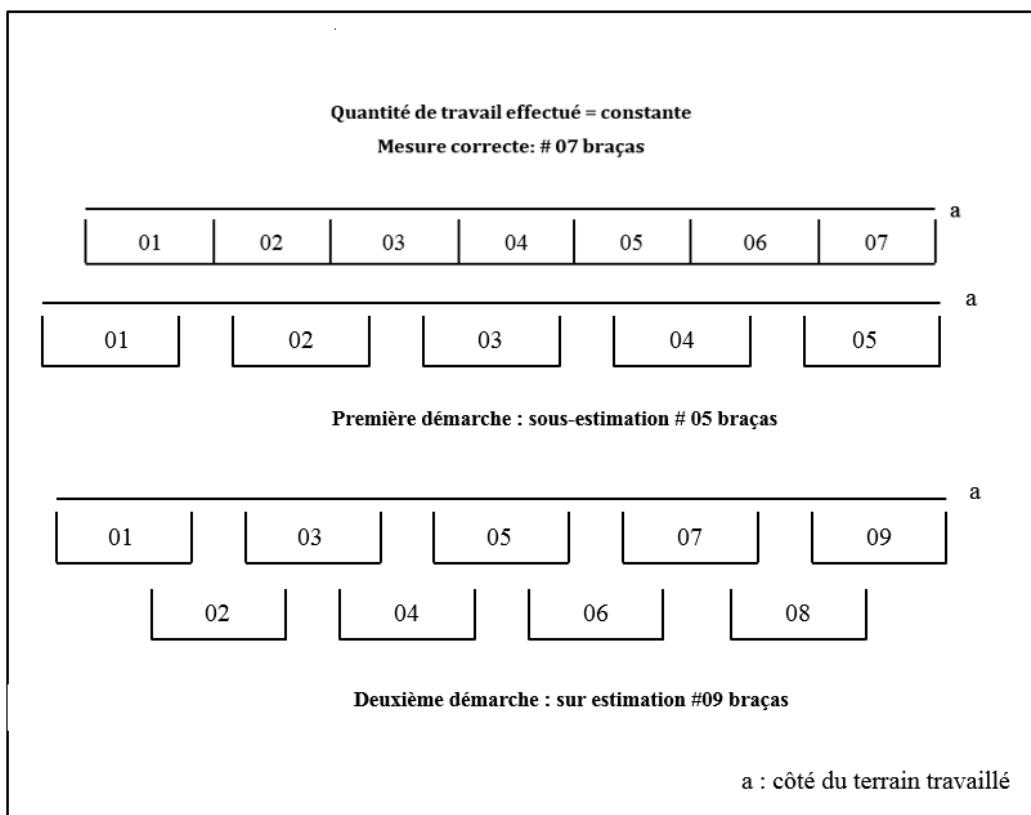 Quantité de travail effectué = constante
Mesure correcte: # 07 braças
a
01 02 03 04 05 06 07
a
01 02 03 04 05
Première démarche : sous-estimation # 05 braças
a
01 03 05 07 09
02 04 06 08
Deuxième démarche : sur estimation #09 braças
a : côté du terrain travaillé